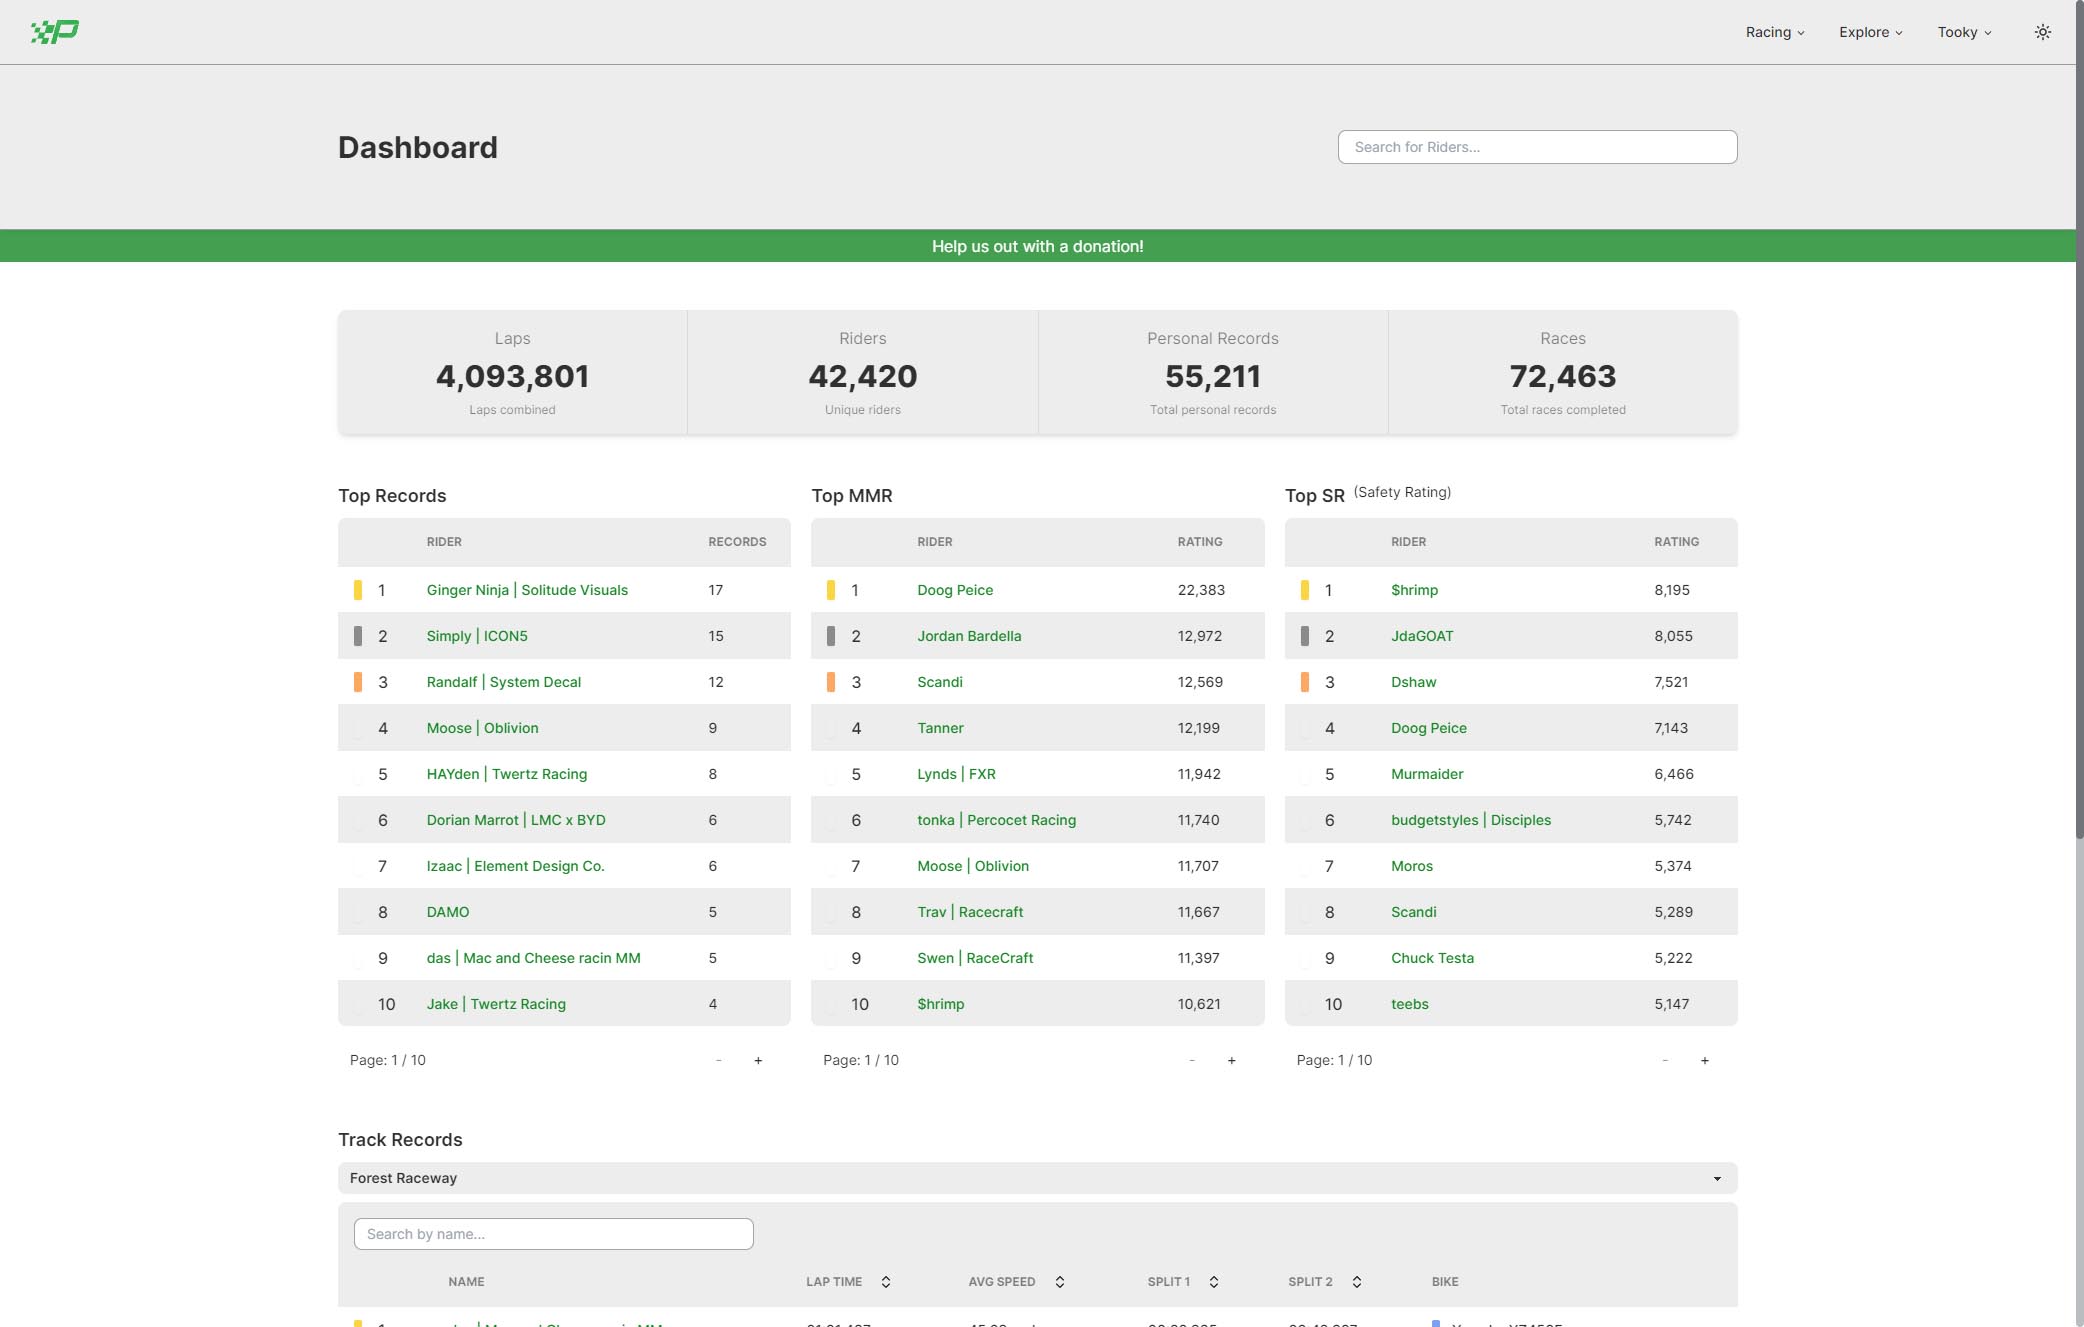 Racing Explore Tooky
Dashboard
Search for Riders...
Help us out with a donation!
Laps
4,093,801
Laps combined
Riders
42,420
Unique riders
Personal Records
55,211
Total personal records
Races
72,463
Total races completed
Top Records
RIDER RECORDS
1 Ginger Ninja | Solitude Visuals 17
2 Simply | ICON5 15
3 Randalf | System Decal 12
4 Moose | Oblivion 9
5 HAYden | Twertz Racing 8
6 Dorian Marrot | LMC x BYD 6
7 Izaac | Element Design Co. 6
8 DAMO 5
9 das | Mac and Cheese racin MM 5
10 Jake | Twertz Racing 4
Page: 1 / 10 - +
Top MMR
RIDER RATING
1 Doog Peice 22,383
2 Jordan Bardella 12,972
3 Scandi 12,569
4 Tanner 12,199
5 Lynds | FXR 11,942
6 tonka | Percocet Racing 11,740
7 Moose | Oblivion 11,707
8 Trav | Racecraft 11,667
9 Swen | RaceCraft 11,397
10 $hrimp 10,621
Page: 1 / 10 - +
Top SR (Safety Rating)
RIDER RATING
1 $hrimp 8,195
2 JdaGOAT 8,055
3 Dshaw 7,521
4 Doog Peice 7,143
5 Murmaider 6,466
6 budgetstyles | Disciples 5,742
7 Moros 5,374
8 Scandi 5,289
9 Chuck Testa 5,222
10 teebs 5,147
Page: 1 / 10 - +
Track Records
Forest Raceway
Search by name...
NAME LAP TIME AVG SPEED SPLIT 1 SPLIT 2 BIKE